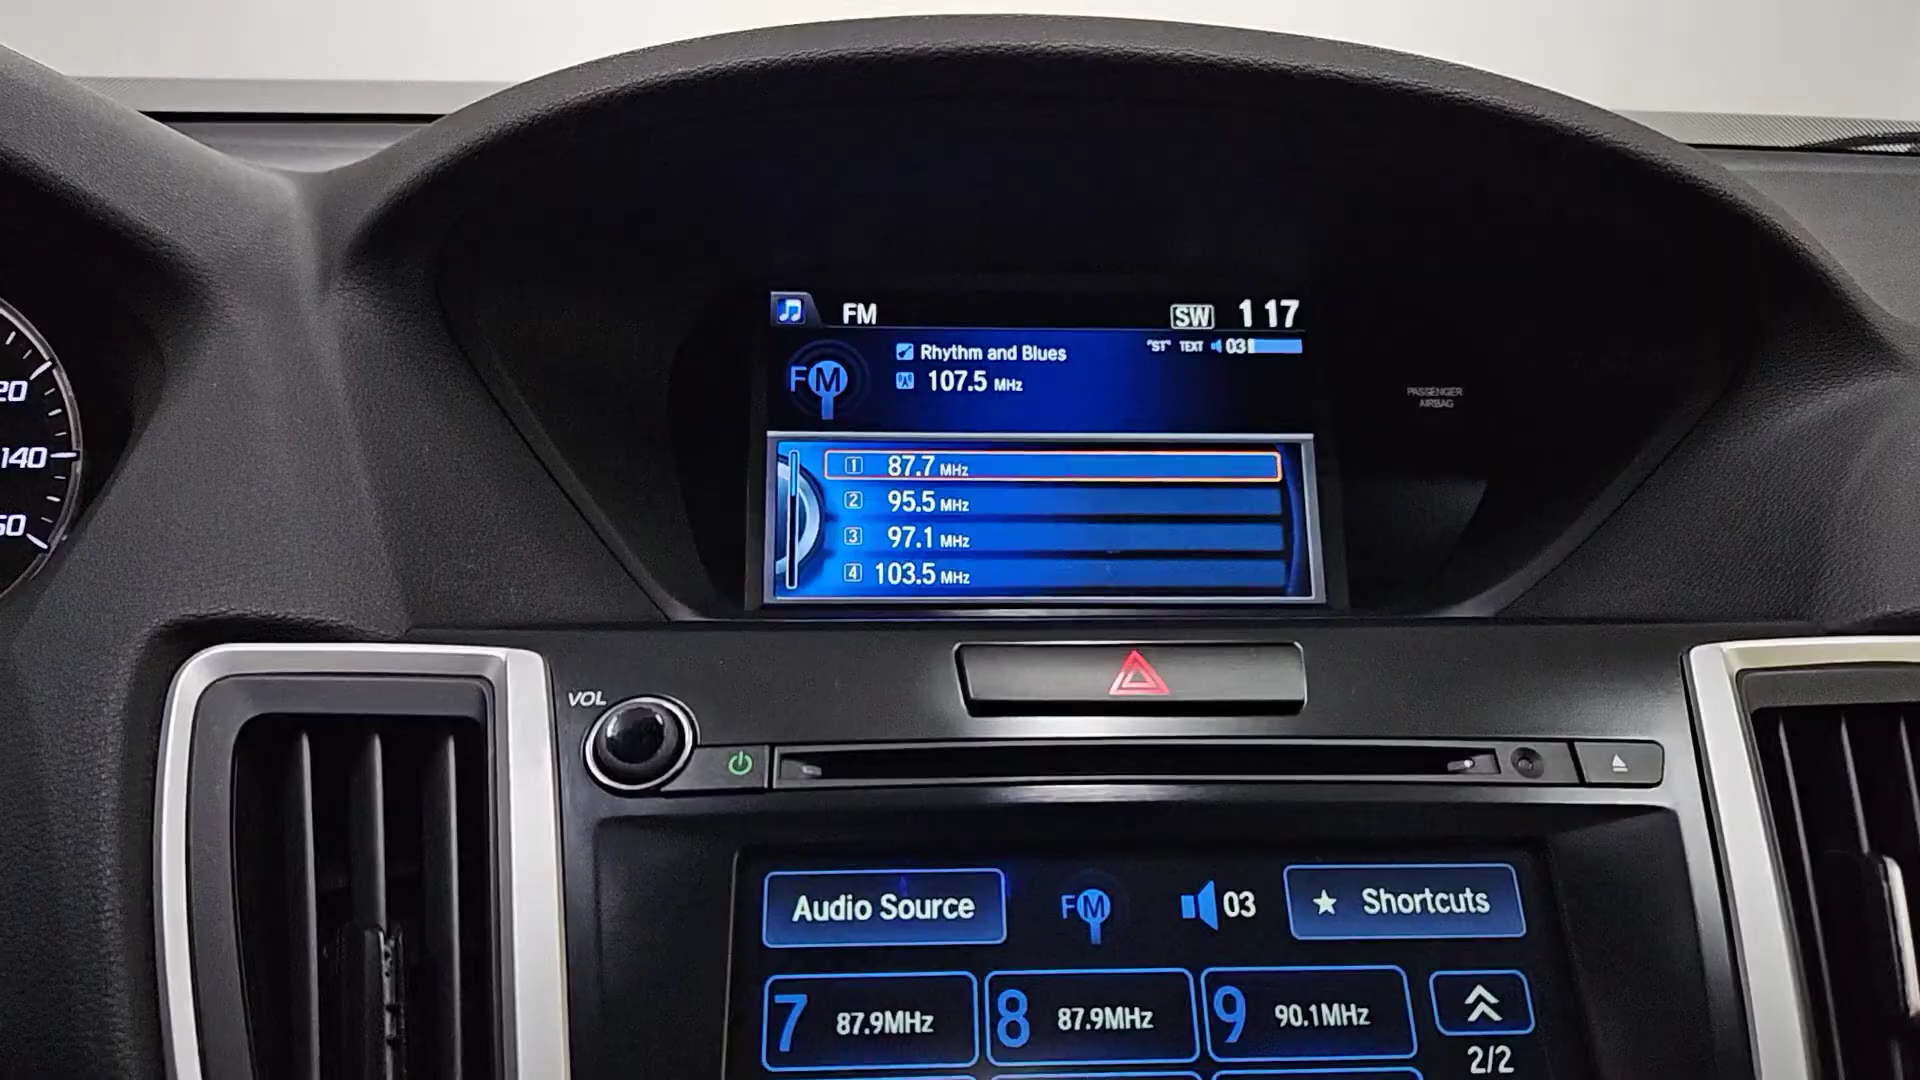 FM SW 1 17
Rhythm and Blues "ST" TEXT 03
FM 107.5 MHz
PASSENGER
AIRBAG
1 87.7 MHz
2 95.5 MHz
3 97.1 MHz
4 103.5 MHz
20
140
60
VOL
Audio Source FM 03 ★ Shortcuts
7 87.9MHz 8 87.9MHz 9 90.1MHz
2/2